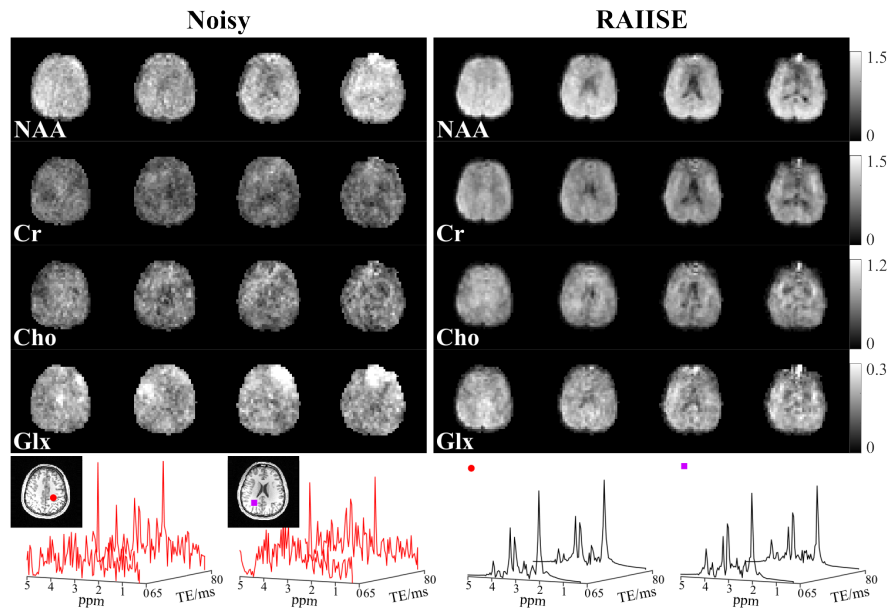 Noisy RAIISE
NAA NAA 1.5 0
Cr Cr 1.5 0
Cho Cho 1.2 0
Glx Glx 0.3 0
5 4 3 2 1 0 65 80 5 4 3 2 1 0 65 80 5 4 3 2 1 0 65 80 5 4 3 2 1 0 65 80
ppm TE/ms ppm TE/ms ppm TE/ms ppm TE/ms